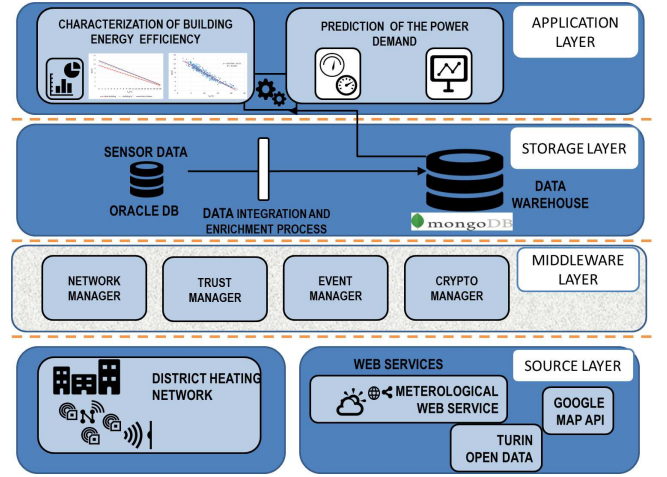 CHARACTERIZATION OF BUILDING
ENERGY EFFICIENCY
PREDICTION OF THE POWER
DEMAND
APPLICATION
LAYER
SENSOR DATA
ORACLE DB
DATA INTEGRATION AND
ENRICHMENT PROCESS
STORAGE LAYER
DATA
WAREHOUSE
mongoDB
MIDDLEWARE
LAYER
NETWORK
MANAGER
TRUST
MANAGER
EVENT
MANAGER
CRYPTO
MANAGER
DISTRICT HEATING
NETWORK
WEB SERVICES
SOURCE LAYER
METEROLOGICAL
WEB SERVICE
GOOGLE
MAP API
TURIN
OPEN DATA